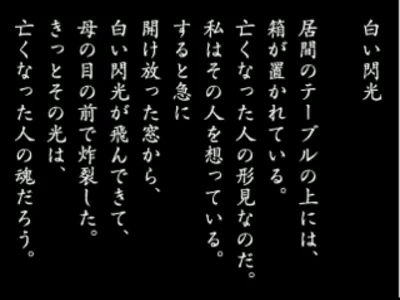 白い閃光
居間のテーブルの上には、
箱が置かれている。
亡くなった人の形見なのだ。
私はその人を想っている。
すると急に
開け放った窓から、
白い閃光が飛んできて、
母の目の前で炸裂した。
きっとその光は、
亡くなった人の魂だろう。